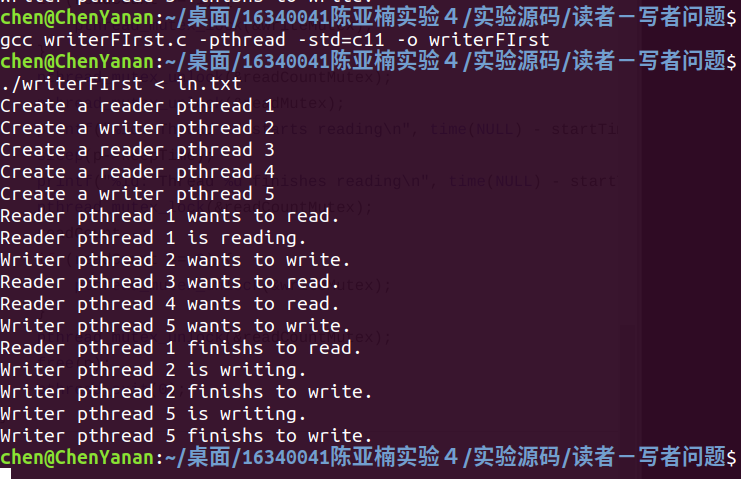 Writer pthread 5 finishs to write.
chen@ChenYanan:~/桌面/16340041陈亚楠实验４/实验源码/读者－写者问题$
gcc writerFIrst.c -pthread -std=c11 -o writerFIrst
chen@ChenYanan:~/桌面/16340041陈亚楠实验４/实验源码/读者－写者问题$
./writerFIrst < in.txt
Create a reader pthread 1
Create a writer pthread 2
Create a reader pthread 3
Create a reader pthread 4
Create a writer pthread 5
Reader pthread 1 wants to read.
Reader pthread 1 is reading.
Writer pthread 2 wants to write.
Reader pthread 3 wants to read.
Reader pthread 4 wants to read.
Writer pthread 5 wants to write.
Reader pthread 1 finishs to read.
Writer pthread 2 is writing.
Writer pthread 2 finishs to write.
Writer pthread 5 is writing.
Writer pthread 5 finishs to write.
chen@ChenYanan:~/桌面/16340041陈亚楠实验４/实验源码/读者－写者问题$